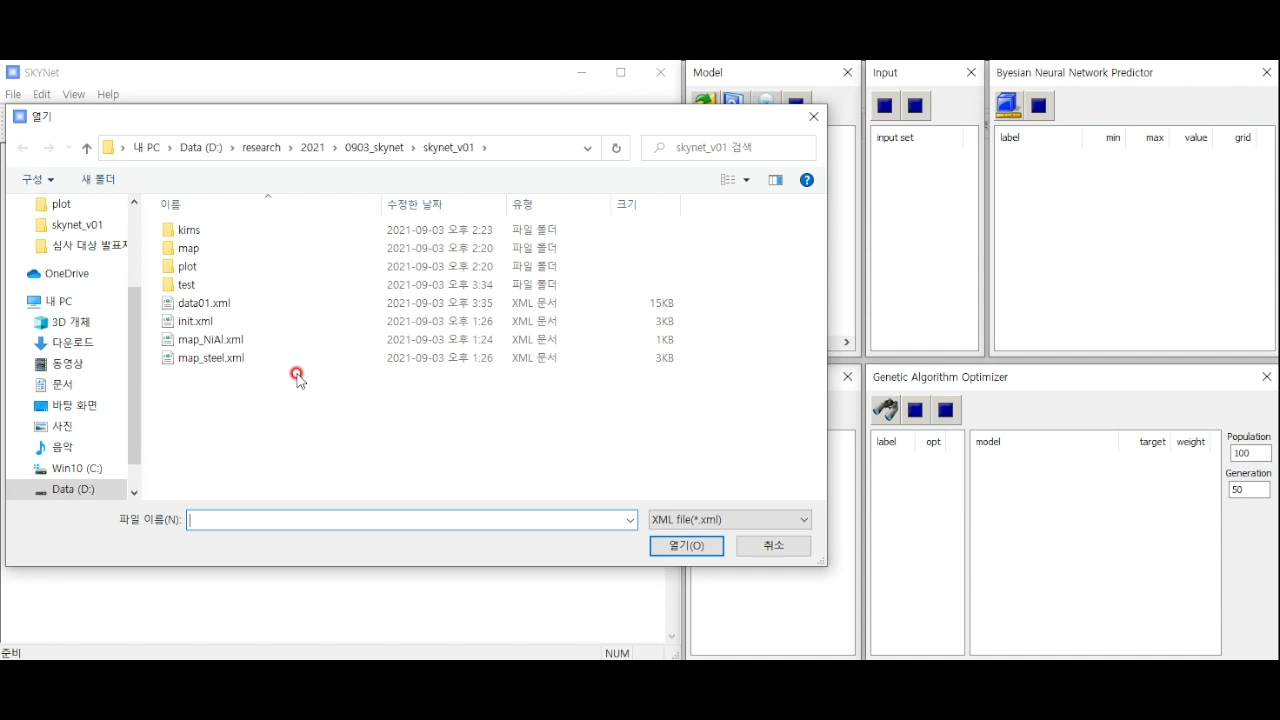 SKYNet
File Edit View Help
열기
내 PC › Data (D:) › research › 2021 › 0903_skynet › skynet_v01 ›
skynet_v01 검색
구성 새 폴더
plot
skynet_v01
심사 대상 발표자
OneDrive
내 PC
3D 개체
다운로드
동영상
문서
바탕 화면
사진
음악
Win10 (C:)
Data (D:)
이름 수정한 날짜 유형 크기
kims 2021-09-03 오후 2:23 파일 폴더
map 2021-09-03 오후 2:20 파일 폴더
plot 2021-09-03 오후 2:20 파일 폴더
test 2021-09-03 오후 3:34 파일 폴더
data01.xml 2021-09-03 오후 3:35 XML 문서 15KB
init.xml 2021-09-03 오후 1:26 XML 문서 3KB
map_NiAl.xml 2021-09-03 오후 1:24 XML 문서 1KB
map_steel.xml 2021-09-03 오후 1:26 XML 문서 3KB
파일 이름(N):
XML file(*.xml)
열기(O) 취소
준비 NUM
Model
Input
input set
Byesian Neural Network Predictor
label min max value grid
Genetic Algorithm Optimizer
label opt
model target weight
Population
100
Generation
50